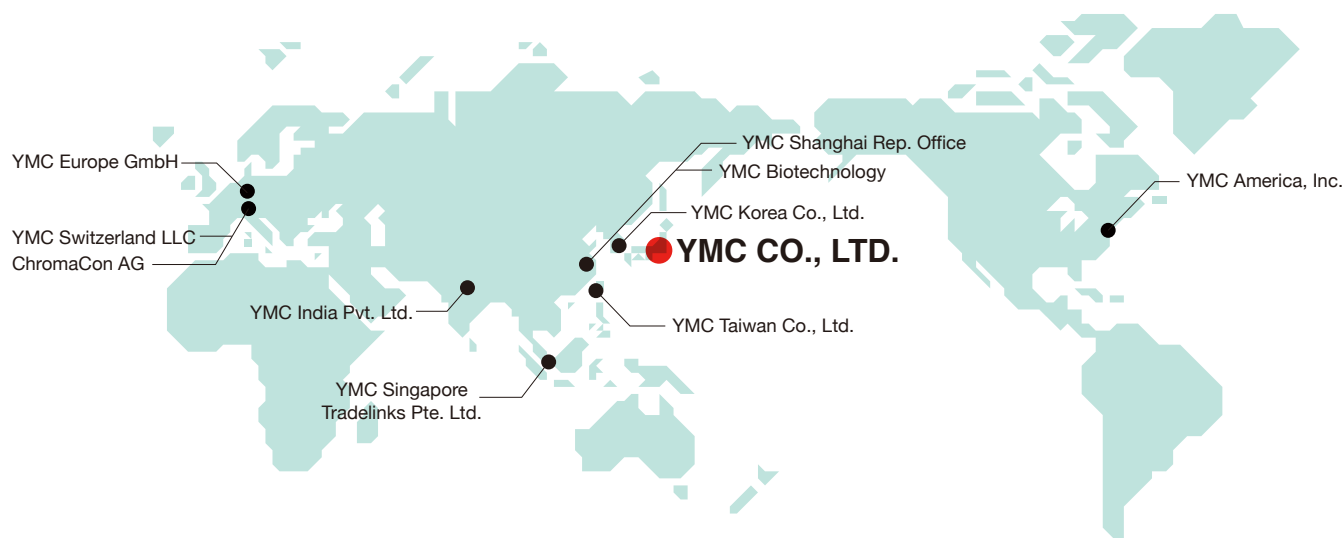 YMC Europe GmbH
YMC Switzerland LLC
ChromaCon AG
YMC India Pvt. Ltd.
YMC Singapore
Tradelinks Pte. Ltd.
YMC Shanghai Rep. Office
YMC Biotechnology
YMC Korea Co., Ltd.
YMC CO., LTD.
YMC Taiwan Co., Ltd.
YMC America, Inc.